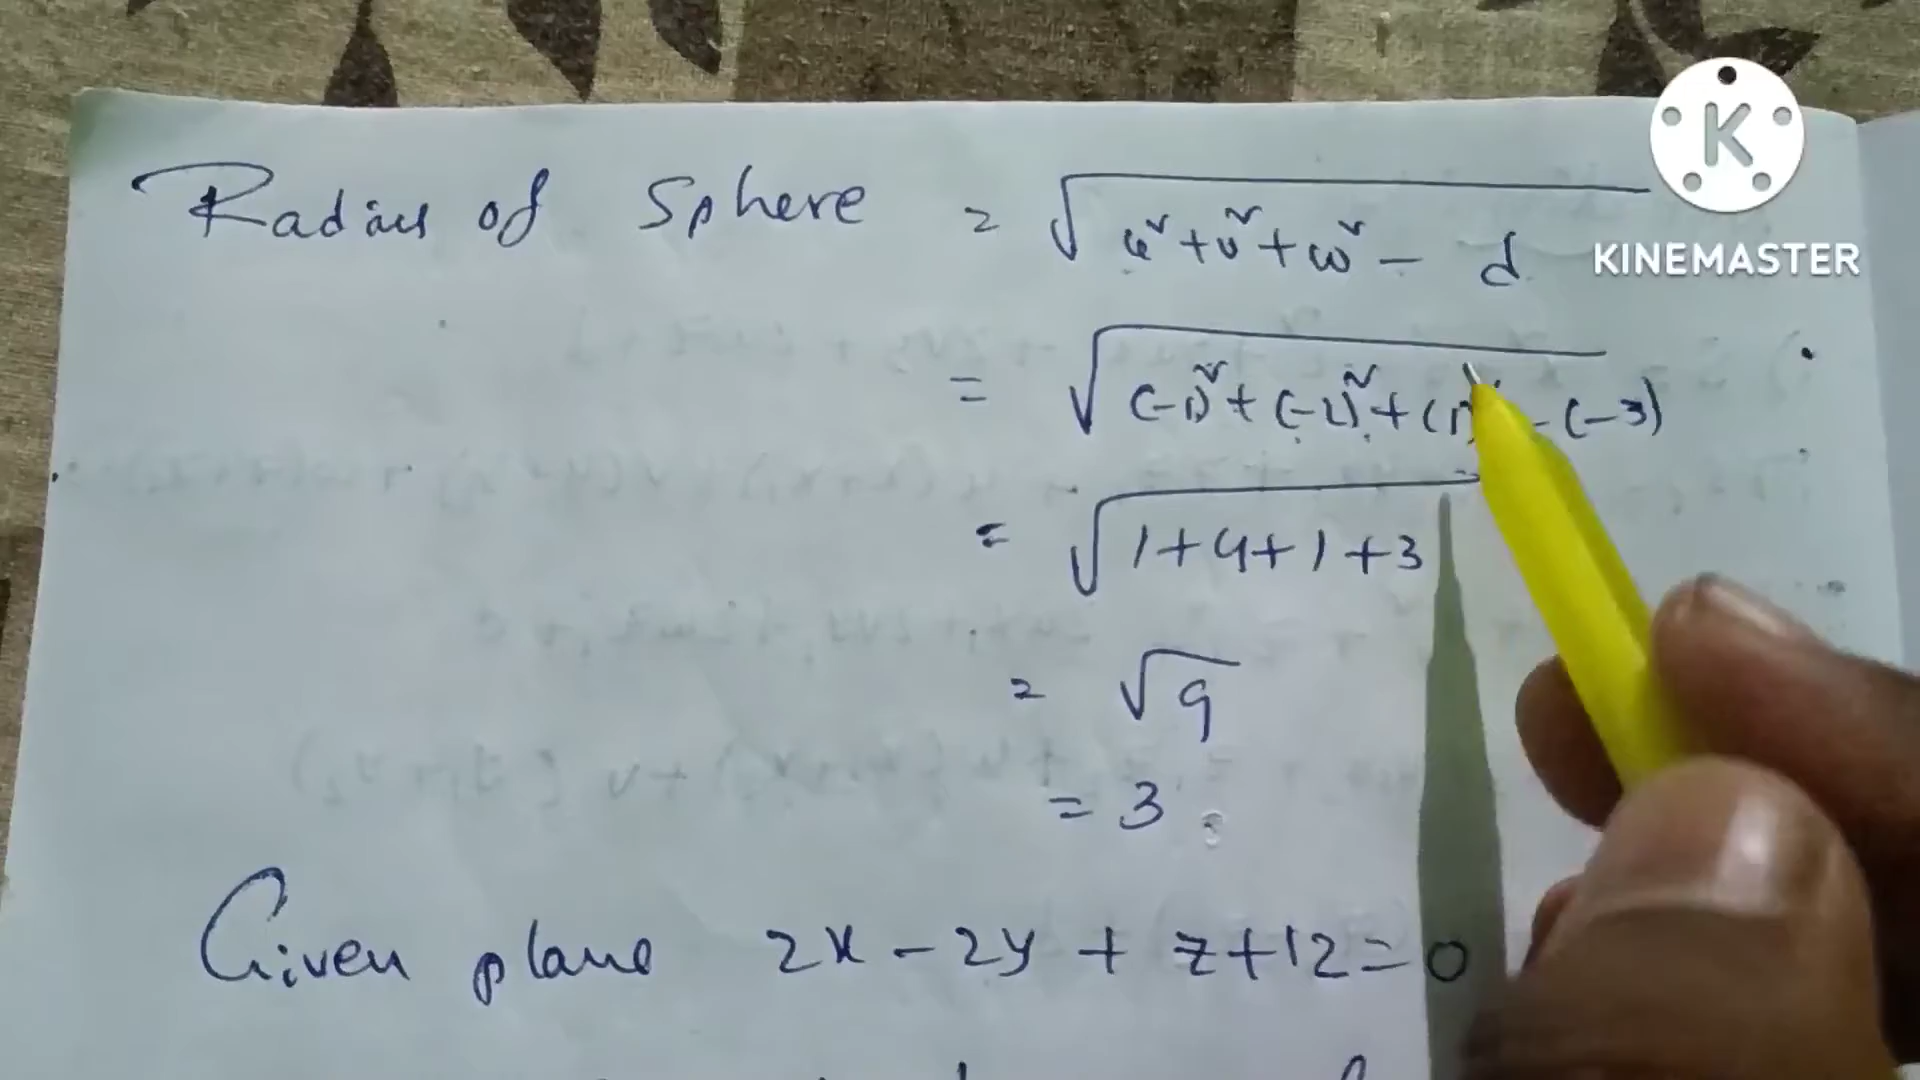 Radius of Sphere = √u²+v²+w² - d
KINEMASTER
= √(-1)²+(-2)²+(1) - (-3)
= √1+4+1+3
= √9
= 3.
Given plane 2x - 2y + z+12=0